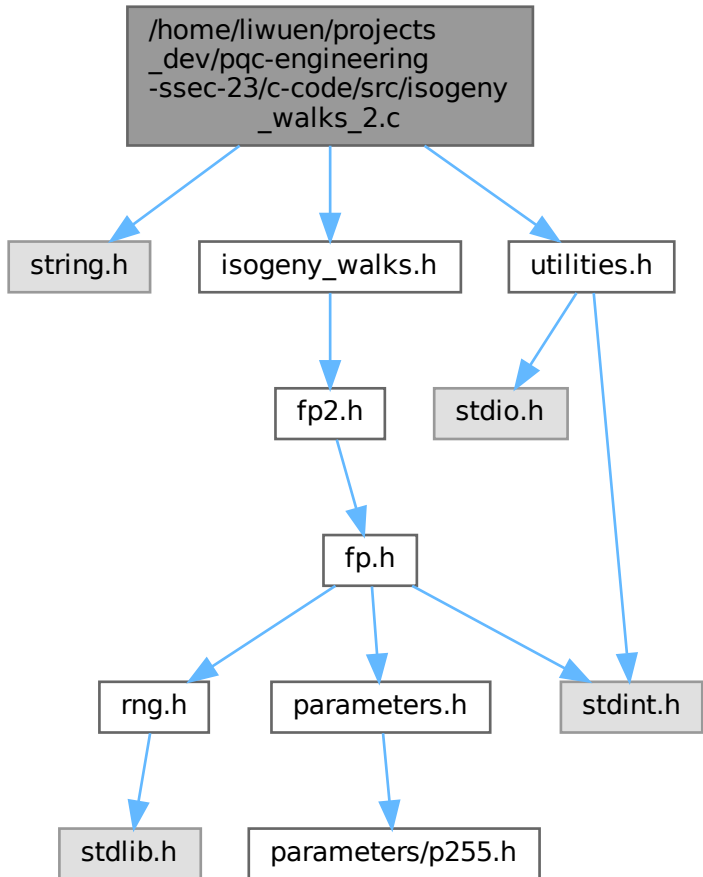 /home/liwuen/projects
_dev/pqc-engineering
-ssec-23/c-code/src/isogeny
_walks_2.c
string.h
isogeny_walks.h
utilities.h
fp2.h
stdio.h
fp.h
rng.h
parameters.h
stdint.h
stdlib.h
parameters/p255.h